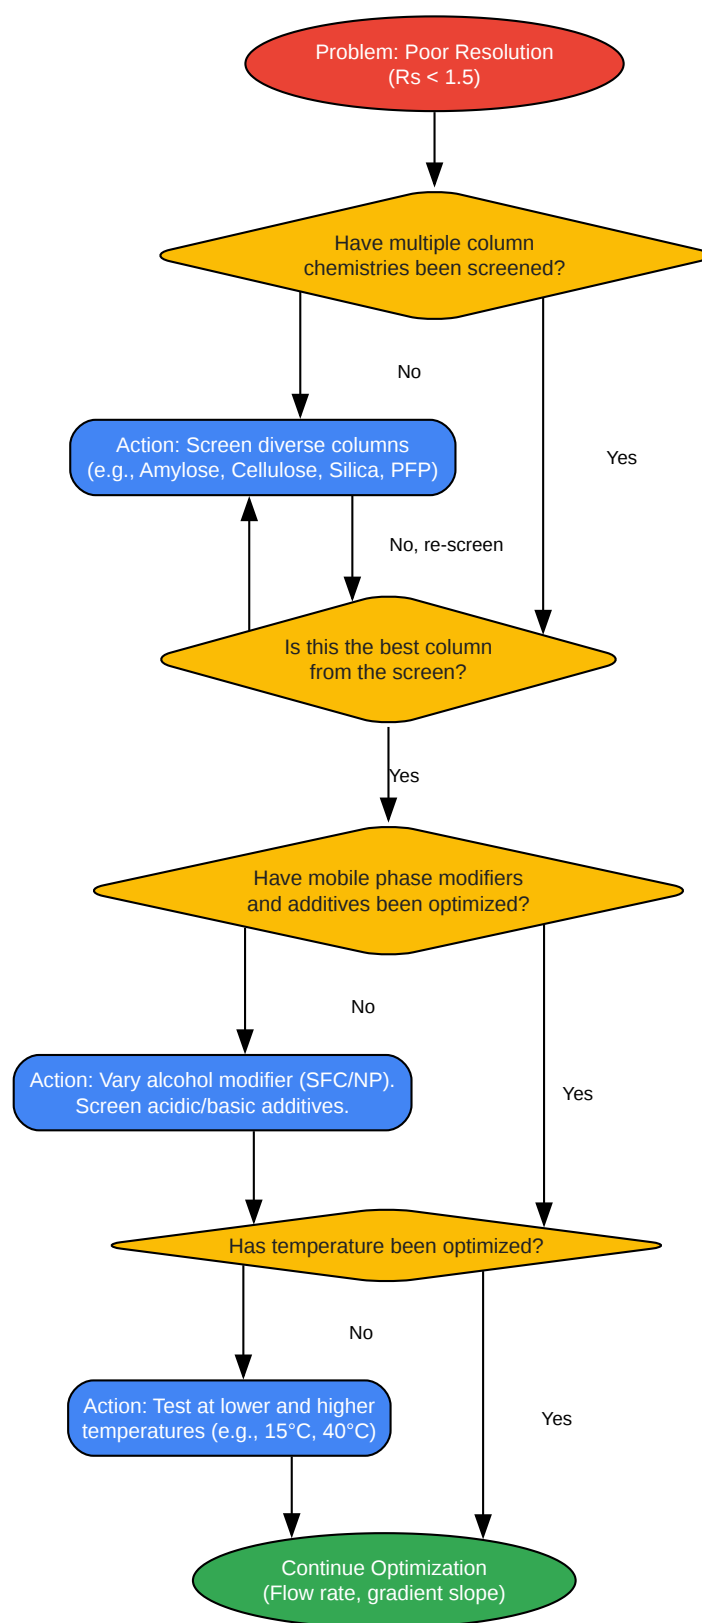 Problem: Poor Resolution
(Rs < 1.5)
Have multiple column
chemistries been screened?
No
Action: Screen diverse columns
(e.g., Amylose, Cellulose, Silica, PFP)
Yes
No, re-screen
Is this the best column
from the screen?
Yes
Have mobile phase modifiers
and additives been optimized?
No
Action: Vary alcohol modifier (SFC/NP).
Screen acidic/basic additives.
Yes
Has temperature been optimized?
No
Action: Test at lower and higher
temperatures (e.g., 15°C, 40°C)
Yes
Continue Optimization
(Flow rate, gradient slope)